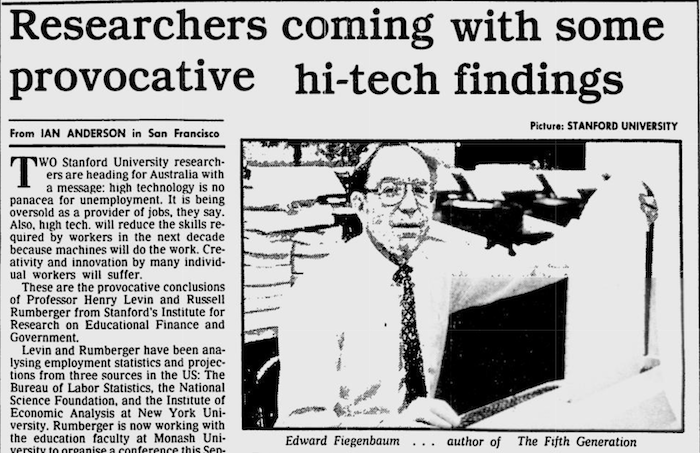 Researchers coming with some
provocative hi-tech findings
From IAN ANDERSON in San Francisco
Picture: STANFORD UNIVERSITY
TWO Stanford University research-
ers are heading for Australia with
a message: high technology is no
panacea for unemployment. It is being
oversold as a provider of jobs, they say.
Also, high tech. will reduce the skills re-
quired by workers in the next decade
because machines will do the work. Cre-
ativity and innovation by many individ-
ual workers will suffer.
These are the provocative conclusions
of Professor Henry Levin and Russell
Rumberger from Stanford's Institute for
Research on Educational Finance and
Government.
Levin and Rumberger have been ana-
lysing employment statistics and projec-
tions from three sources in the US: The
Bureau of Labor Statistics, the National
Science Foundation, and the Institute of
Economic Analysis at New York Uni-
versity. Rumberger is now working with
the education faculty at Monash Uni-
versity to organise a conference this Sep-
Edward Fiegenbaum . . . author of The Fifth Generation